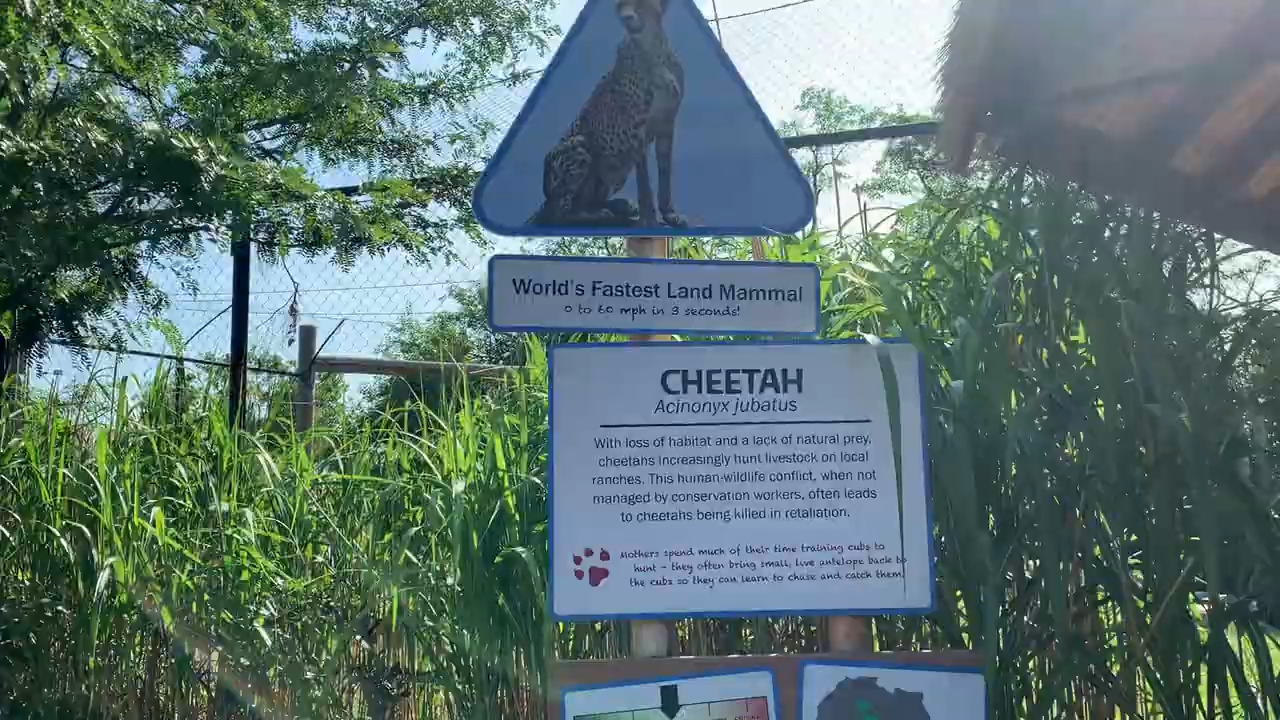 World's Fastest Land Mammal
0 to 60 mph in 3 seconds!
CHEETAH
Acinonyx jubatus
With loss of habitat and a lack of natural prey,
cheetahs increasingly hunt livestock on local
ranches. This human-wildlife conflict, when not
managed by conservation workers, often leads
to cheetahs being killed in retaliation.
Mothers spend much of their time training cubs to
hunt – they often bring small, live antelope back to
the cubs so they can learn to chase and catch them.